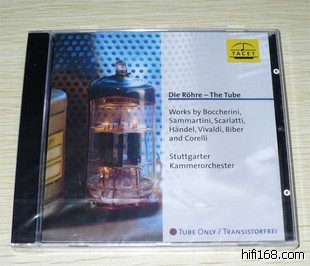 TACET
Die Röhre – The Tube
Works by Boccherini,
Sammartini, Scarlatti,
Händel, Vivaldi, Biber
and Corelli
Stuttgarter
Kammerorchester
TUBE ONLY / TRANSISTORFREI
hifi168.com